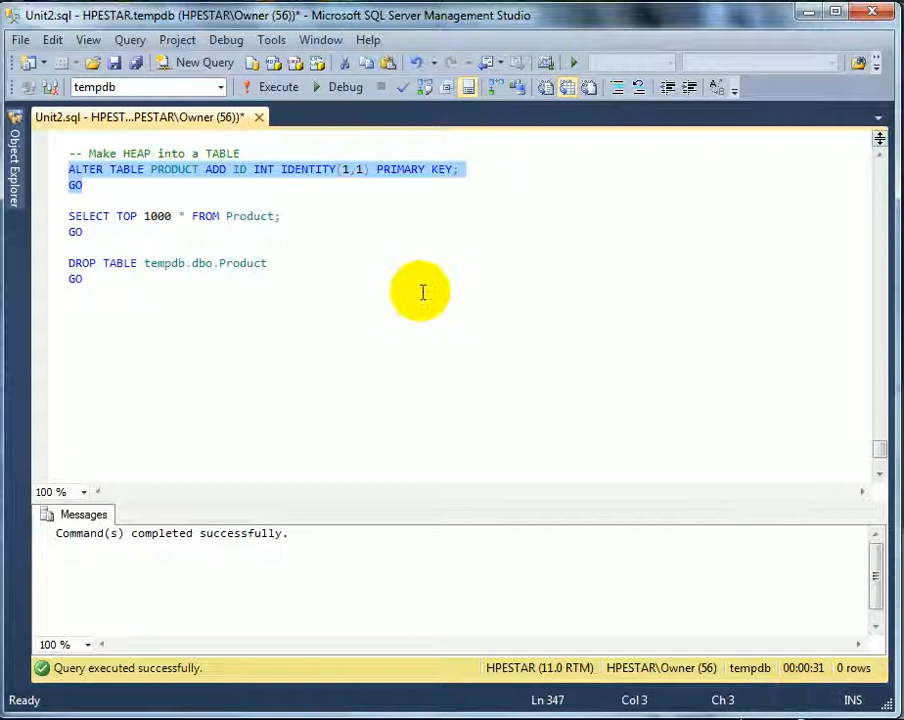 Unit2.sql - HPESTAR.tempdb (HPESTAR\Owner (56))* - Microsoft SQL Server Management Studio
File Edit View Query Project Debug Tools Window Help
New Query
tempdb Execute Debug
Unit2.sql - HPEST...PESTAR\Owner (56))*
Object Explorer
-- Make HEAP into a TABLE
ALTER TABLE PRODUCT ADD ID INT IDENTITY(1,1) PRIMARY KEY;
GO
SELECT TOP 1000 * FROM Product;
GO
DROP TABLE tempdb.dbo.Product
GO
100 %
Messages
Command(s) completed successfully.
100 %
Query executed successfully. HPESTAR (11.0 RTM) HPESTAR\Owner (56) tempdb 00:00:31 0 rows
Ready Ln 347 Col 3 Ch 3 INS